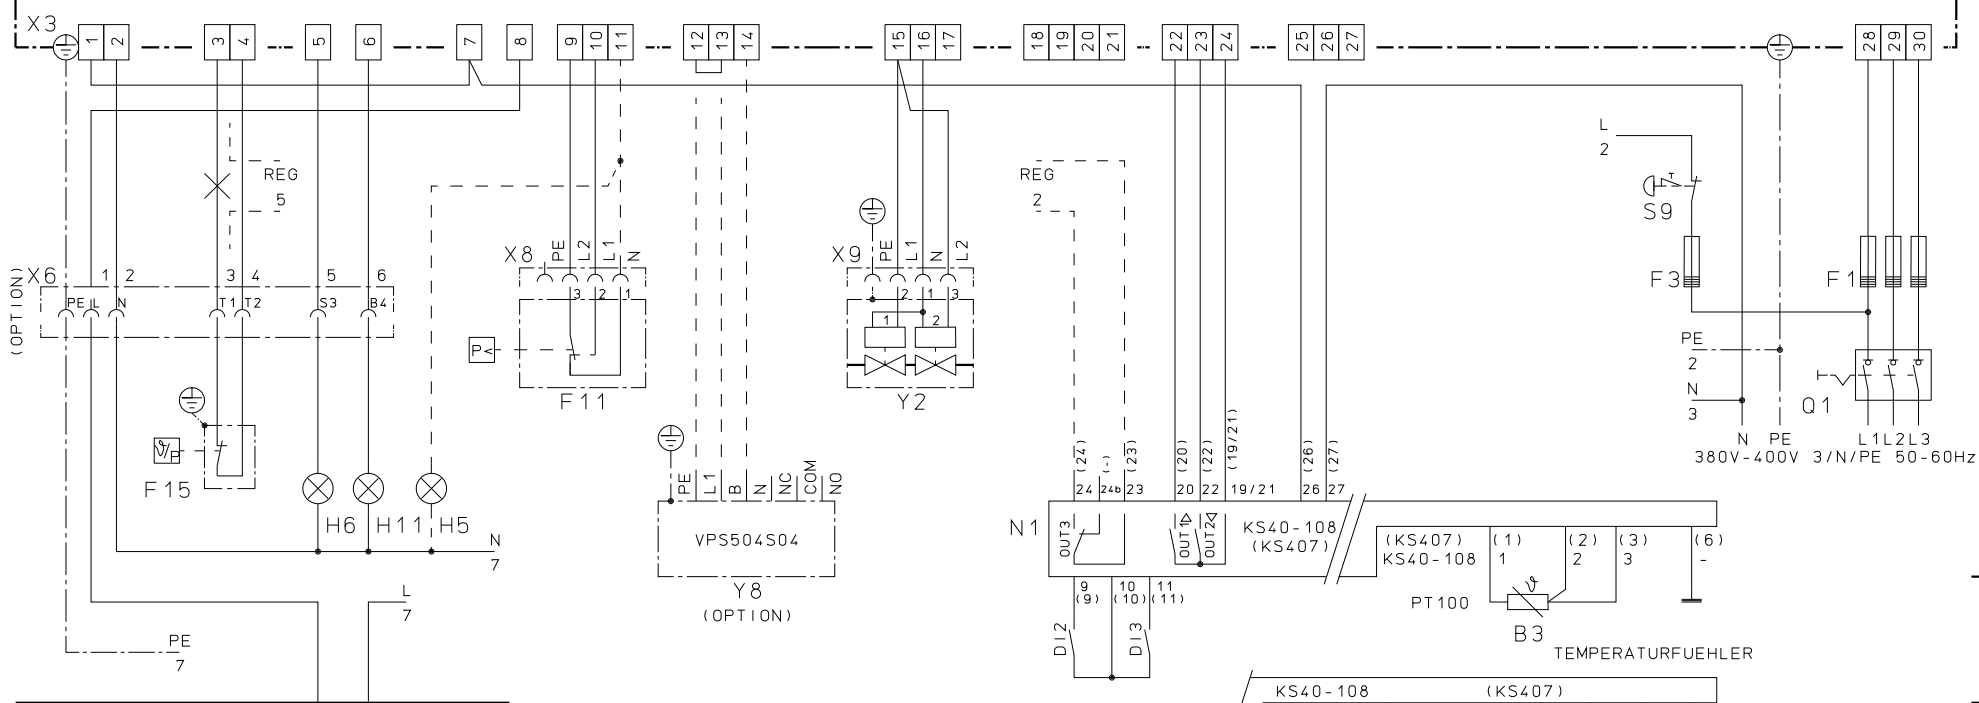 X3
1 2 3 4 5 6 7 8 9 10 11 12 13 14 15 16 17 18 19 20 21 22 23 24 25 26 27 28 29 30
L
2
REG
5
REG
2
S9
X6
(OPTION)
1 2 3 4 5 6
PE L N T1 T2 S3 B4
X8
PE L2 L1 N
3 2 1
P<
F11
X9
PE L1 N L2
2 1 3
1 2
Y2
F3
F1
PE
2
N
3
Q1
N PE L1 L2 L3
380V-400V 3/N/PE 50-60Hz
ϑ/P
F15
H6 H11 H5
N
7
L
7
PE
7
PE L1 B N NC COM NO
VPS504S04
Y8
(OPTION)
(24) (-) (23) (20) (22) (19/21) (26) (27)
24 24b 23 20 22 19/21 26 27
N1
OUT3 OUT1 OUT2
KS40-108
(KS407)
(KS407) (1) (2) (3) (6)
KS40-108 1 2 3 -
9 10 11
(9) (10) (11)
DI2 DI3
PT100
ϑ
B3
TEMPERATURFUEHLER
KS40-108 (KS407)